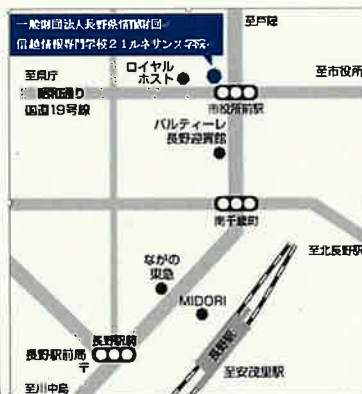 一般財団法人長野県情報財団
信越情報専門学校21ルネサンス学院
至戸隠
ロイヤル
ホスト
至県庁
至市役所
昭和通り
国道19号線
市役所前駅
パルティーレ
長野迎賓館
南千歳町
至北長野駅
ながの
東急
MIDORI
長野駅前
長野駅前局
〒
長野駅
至安茂里駅
至川中島